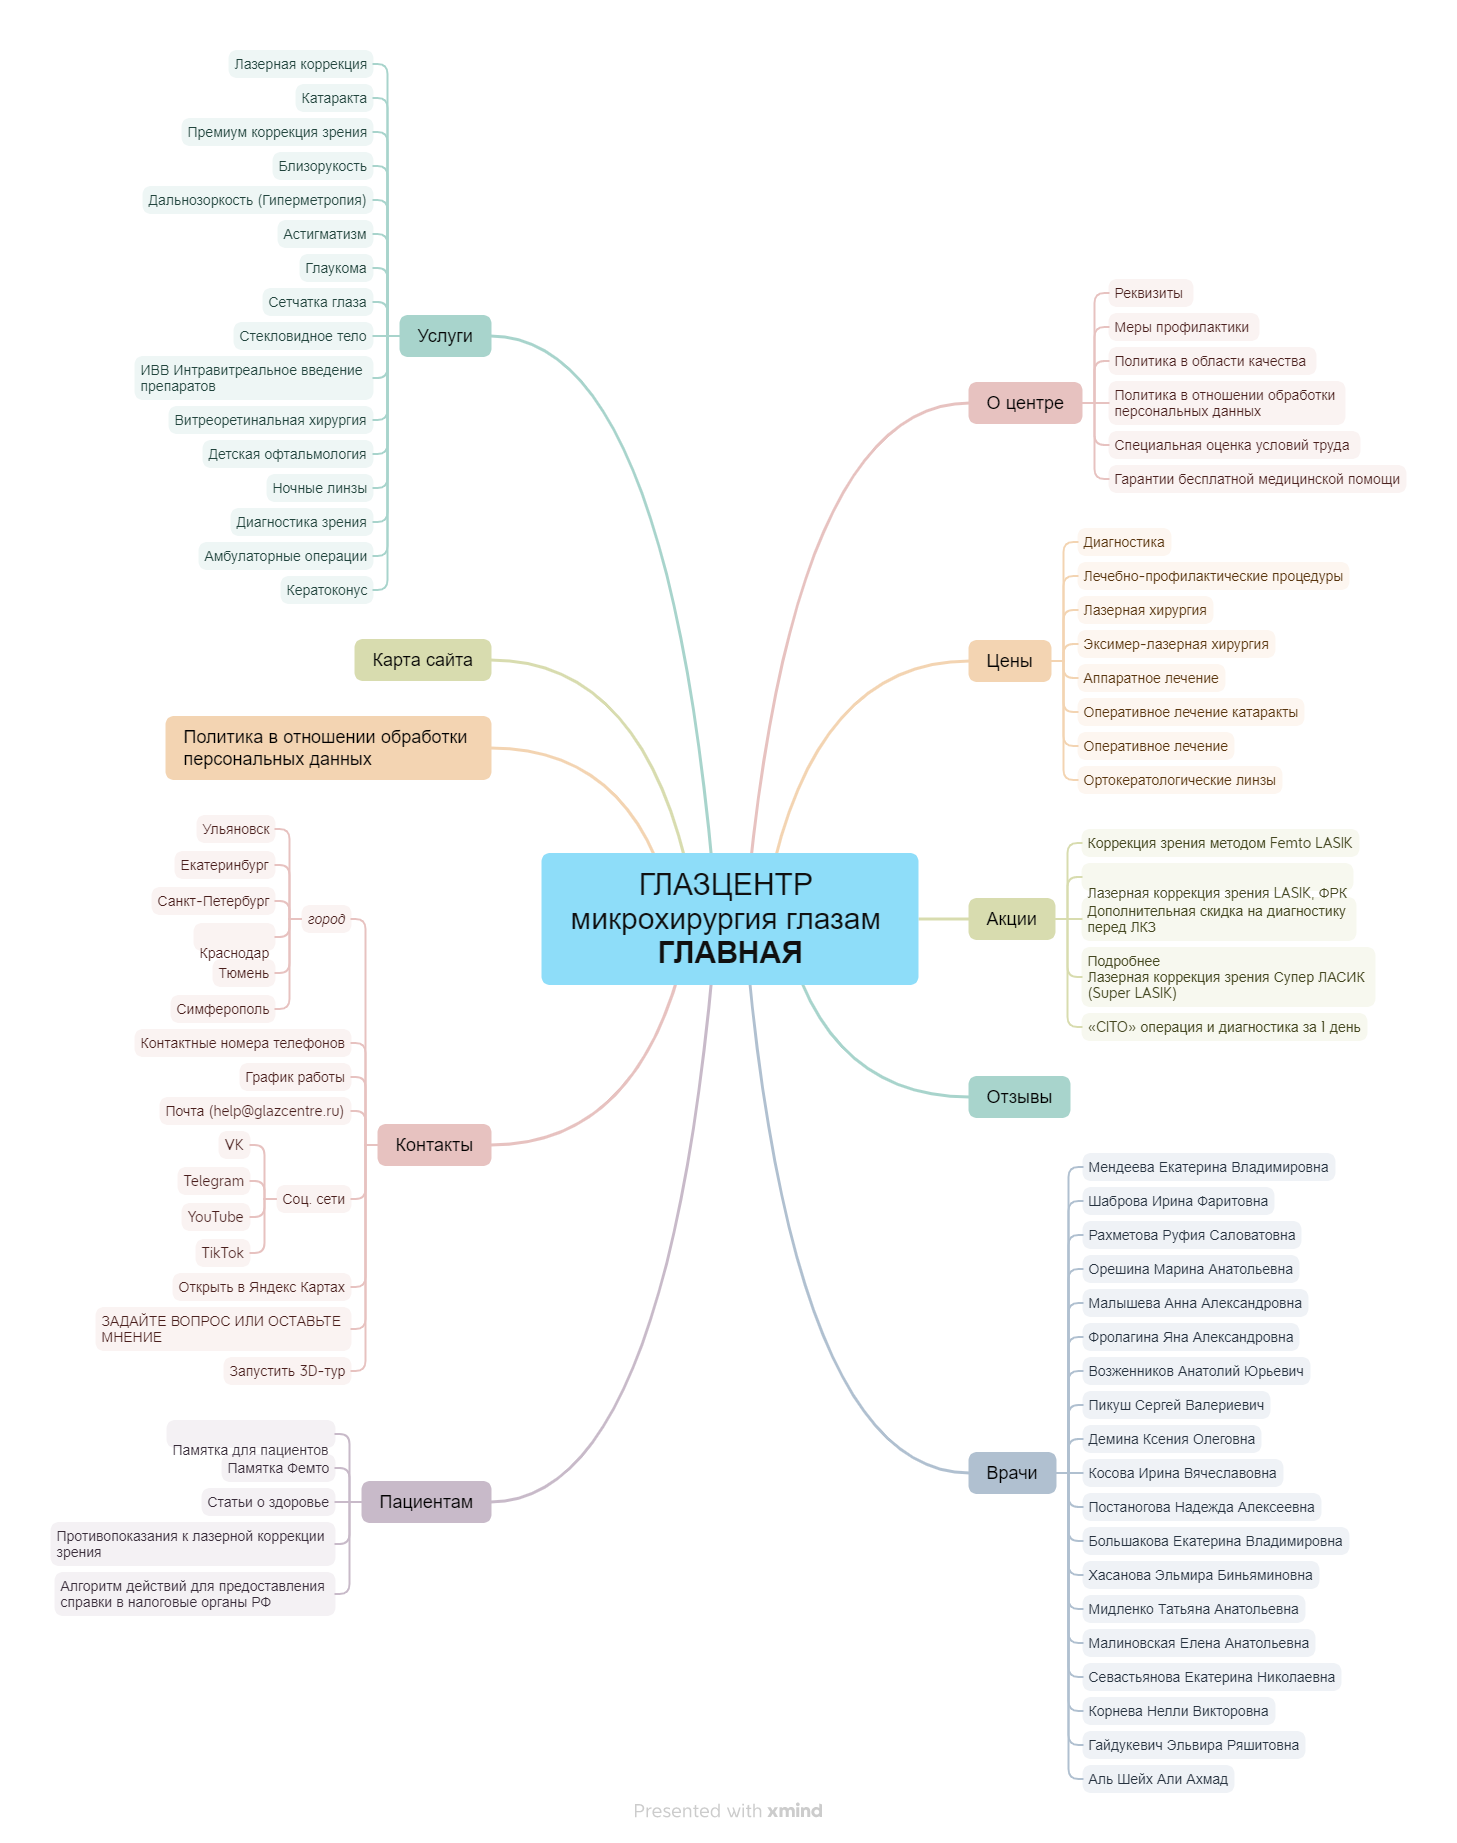 ГЛАЗЦЕНТР
микрохирургия глазам
ГЛАВНАЯ
О центре
Реквизиты
Меры профилактики
Политика в области качества
Политика в отношении обработки
персональных данных
Специальная оценка условий труда
Гарантии бесплатной медицинской помощи
Цены
Диагностика
Лечебно-профилактические процедуры
Лазерная хирургия
Эксимер-лазерная хирургия
Аппаратное лечение
Оперативное лечение катаракты
Оперативное лечение
Ортокератологические линзы
Акции
Коррекция зрения методом Femto LASIK
Лазерная коррекция зрения LASIK, ФРК
Дополнительная скидка на диагностику
перед ЛКЗ
Подробнее
Лазерная коррекция зрения Супер ЛАСИК
(Super LASIK)
«CITO» операция и диагностика за 1 день
Отзывы
Врачи
Мендеева Екатерина Владимировна
Шаброва Ирина Фаритовна
Рахметова Руфия Саловатовна
Орешина Марина Анатольевна
Малышева Анна Александровна
Фролагина Яна Александровна
Возженников Анатолий Юрьевич
Пикуш Сергей Валериевич
Демина Ксения Олеговна
Косова Ирина Вячеславовна
Постаногова Надежда Алексеевна
Большакова Екатерина Владимировна
Хасанова Эльмира Биньяминовна
Мидленко Татьяна Анатольевна
Малиновская Елена Анатольевна
Севастьянова Екатерина Николаевна
Корнева Нелли Викторовна
Гайдукевич Эльвира Ряшитовна
Аль Шейх Али Ахмад
Услуги
Лазерная коррекция
Катаракта
Премиум коррекция зрения
Близорукость
Дальнозоркость (Гиперметропия)
Астигматизм
Глаукома
Сетчатка глаза
Стекловидное тело
ИВВ Интравитреальное введение
препаратов
Витреоретинальная хирургия
Детская офтальмология
Ночные линзы
Диагностика зрения
Амбулаторные операции
Кератоконус
Карта сайта
Политика в отношении обработки
персональных данных
Контакты
город
Ульяновск
Екатеринбург
Санкт-Петербург
Краснодар
Тюмень
Симферополь
Контактные номера телефонов
График работы
Почта (help@glazcentre.ru)
Соц. сети
VK
Telegram
YouTube
TikTok
Открыть в Яндекс Картах
ЗАДАЙТЕ ВОПРОС ИЛИ ОСТАВЬТЕ
МНЕНИЕ
Запустить 3D-тур
Пациентам
Памятка для пациентов
Памятка Фемто
Статьи о здоровье
Противопоказания к лазерной коррекции
зрения
Алгоритм действий для предоставления
справки в налоговые органы РФ
Presented with xmind